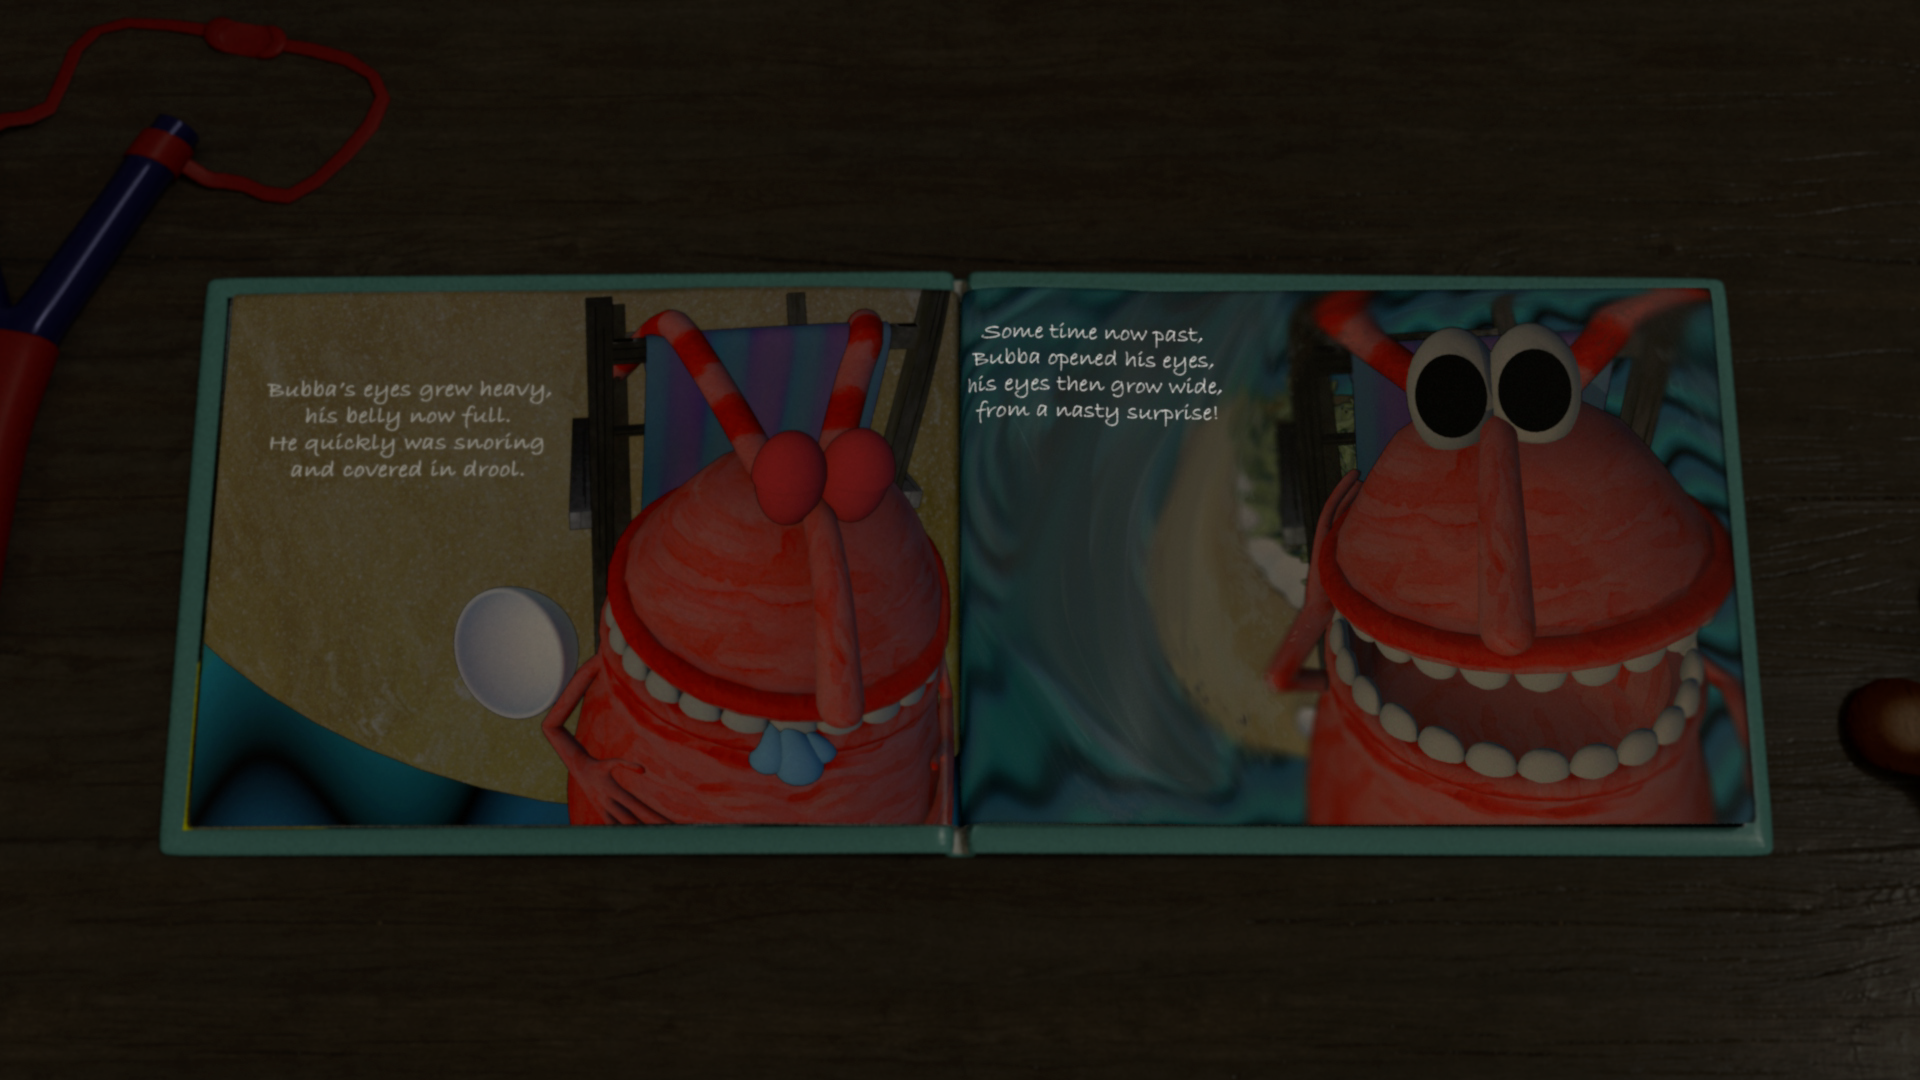 Bubba's eyes grew heavy,
his belly now full.
He quickly was snoring
and covered in drool.
Some time now past,
Bubba opened his eyes,
his eyes then grow wide,
from a nasty surprise!